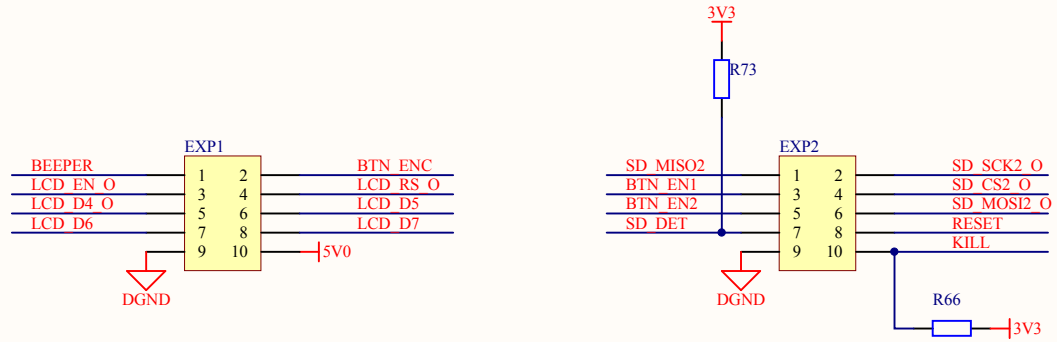 3V3
R73
EXP1
EXP2
BEEPER 1 2 BTN_ENC
LCD_EN_O 3 4 LCD_RS_O
LCD_D4_O 5 6 LCD_D5
LCD_D6 7 8 LCD_D7
9 10 5V0
DGND
SD_MISO2 1 2 SD_SCK2_O
BTN_EN1 3 4 SD_CS2_O
BTN_EN2 5 6 SD_MOSI2_O
SD_DET 7 8 RESET
9 10 KILL
DGND
R66
3V3